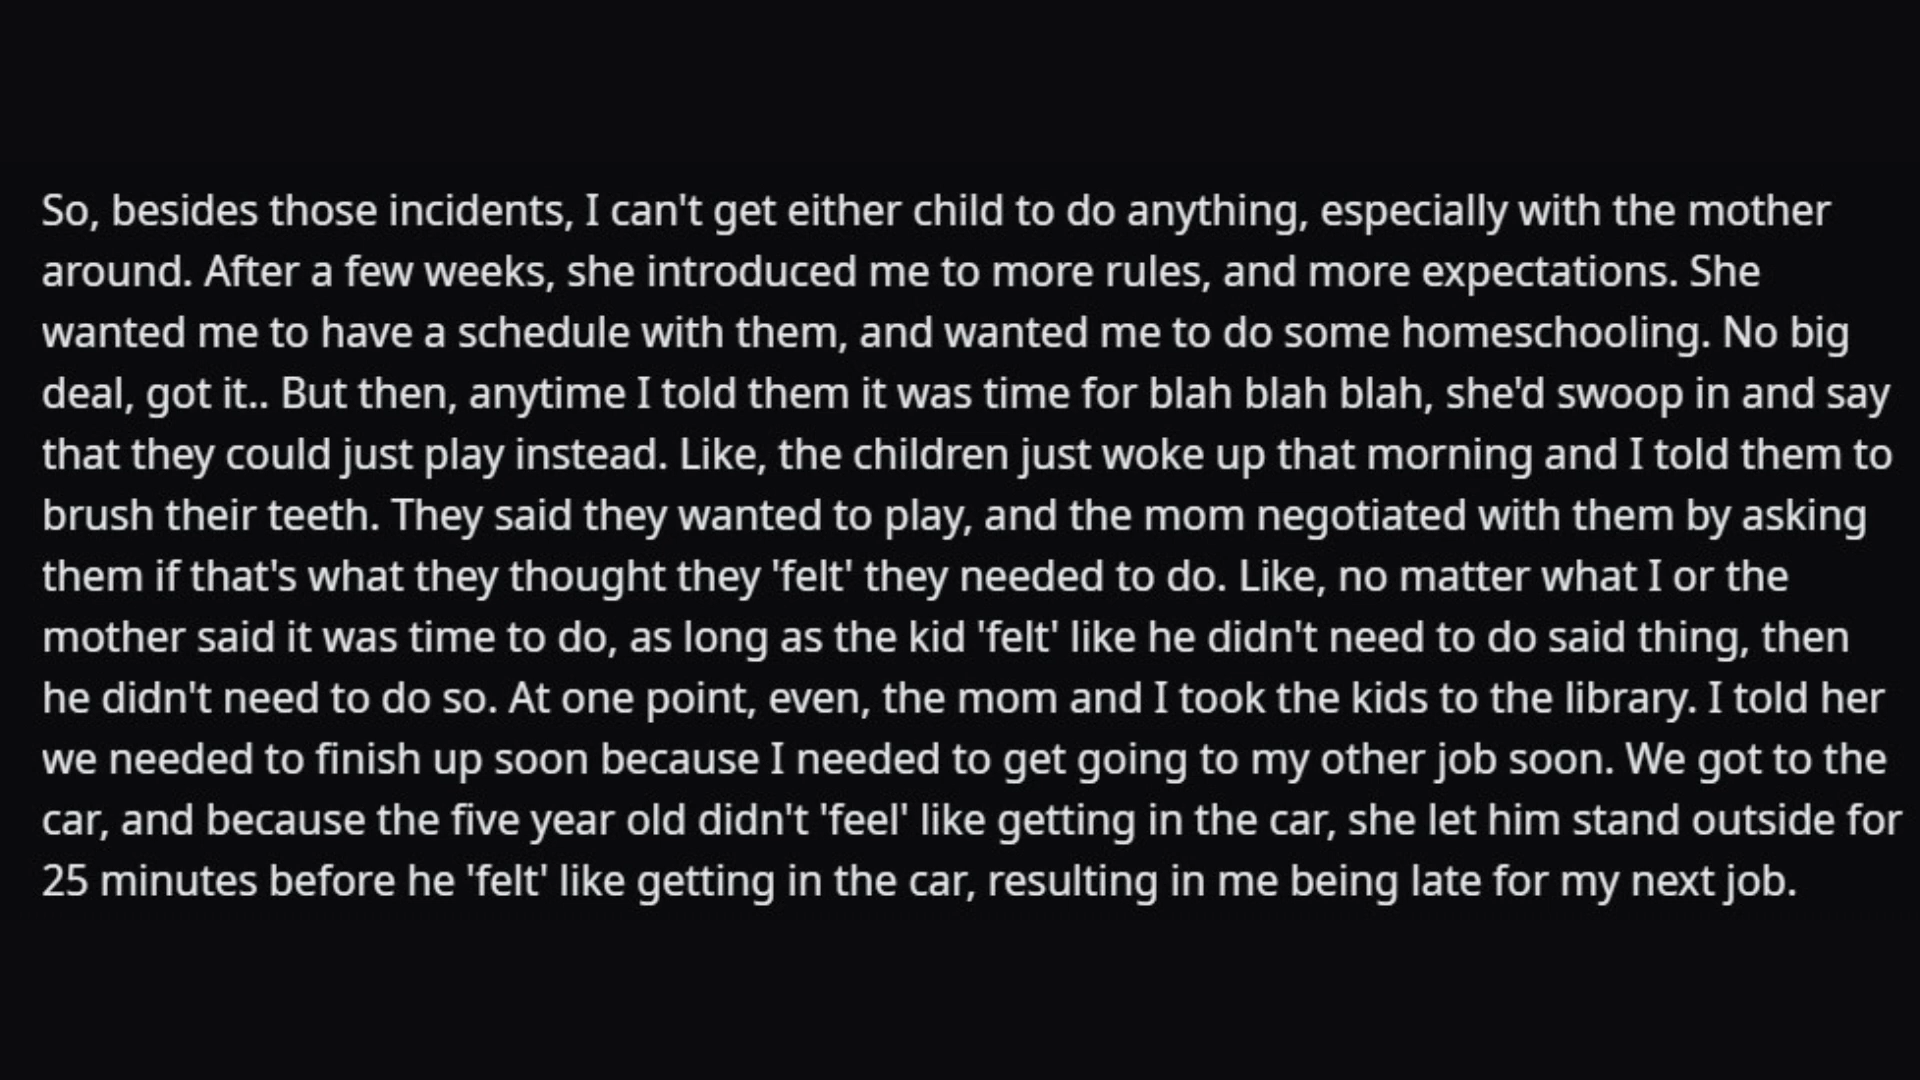 So, besides those incidents, I can't get either child to do anything, especially with the mother
around. After a few weeks, she introduced me to more rules, and more expectations. She
wanted me to have a schedule with them, and wanted me to do some homeschooling. No big
deal, got it.. But then, anytime I told them it was time for blah blah blah, she'd swoop in and say
that they could just play instead. Like, the children just woke up that morning and I told them to
brush their teeth. They said they wanted to play, and the mom negotiated with them by asking
them if that's what they thought they 'felt' they needed to do. Like, no matter what I or the
mother said it was time to do, as long as the kid 'felt' like he didn't need to do said thing, then
he didn't need to do so. At one point, even, the mom and I took the kids to the library. I told her
we needed to finish up soon because I needed to get going to my other job soon. We got to the
car, and because the five year old didn't 'feel' like getting in the car, she let him stand outside for
25 minutes before he 'felt' like getting in the car, resulting in me being late for my next job.